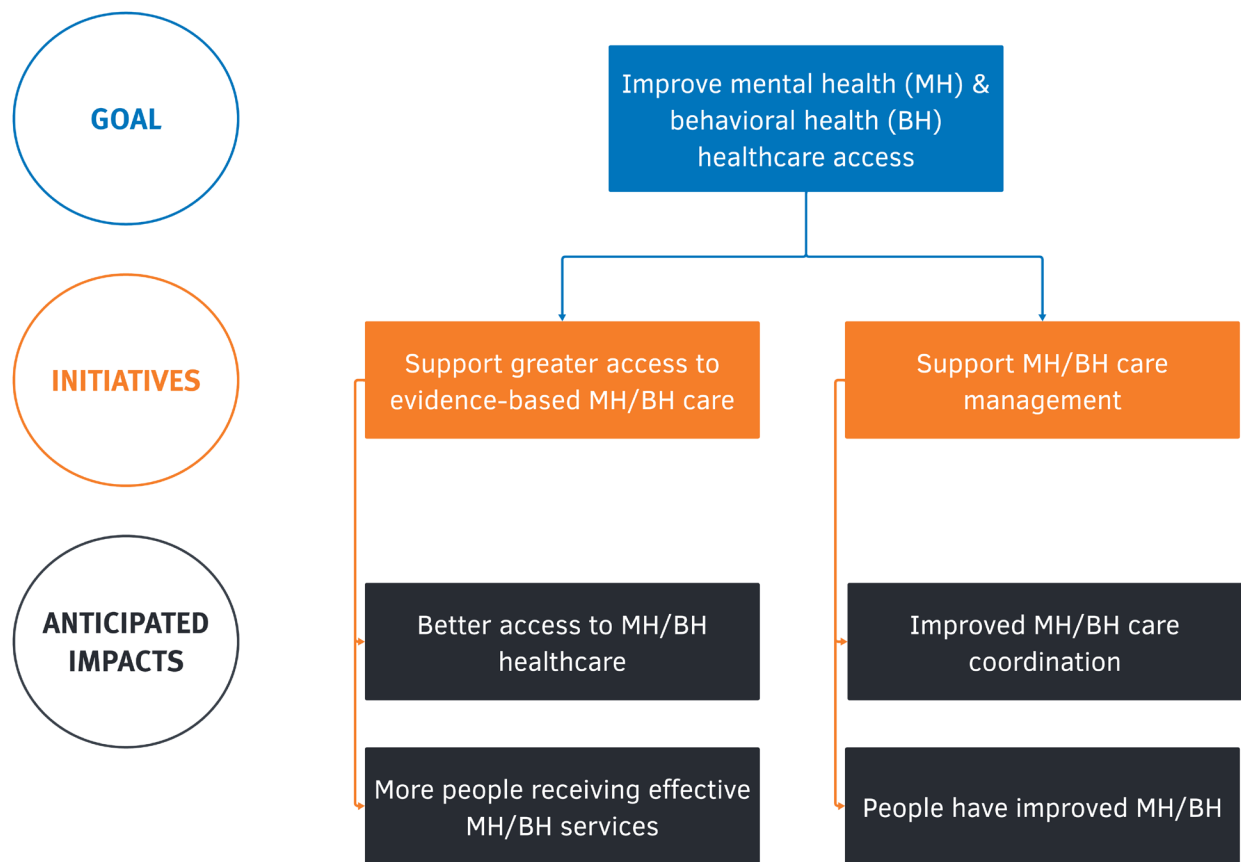 GOAL
Improve mental health (MH) &
behavioral health (BH)
healthcare access
INITIATIVES
Support greater access to
evidence-based MH/BH care
Support MH/BH care
management
ANTICIPATED
IMPACTS
Better access to MH/BH
healthcare
Improved MH/BH care
coordination
More people receiving effective
MH/BH services
People have improved MH/BH